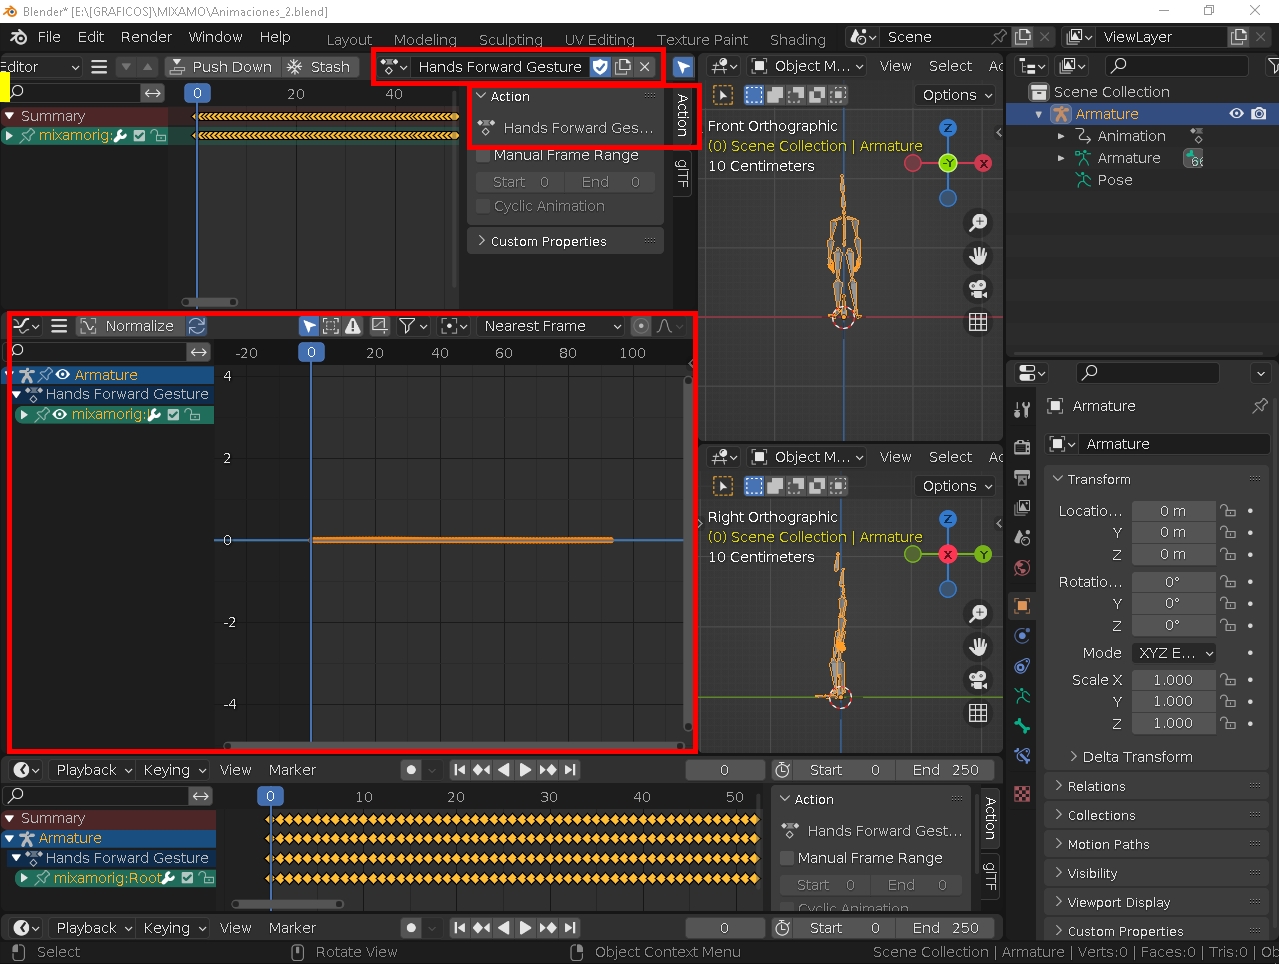 Blender* [E:\[GRAFICOS]\MIXAMO\Animaciones_2.blend]
File Edit Render Window Help Layout Modeling Sculpting UV Editing Texture Paint Shading Scene ViewLayer
Editor Push Down Stash Hands Forward Gesture
0 20 40
Summary
mixamorig:
Action
Hands Forward Ges...
Manual Frame Range
Start 0 End 0
Cyclic Animation
Custom Properties
Action
glTF
Object M... View Select Ac
Options
Front Orthographic
(0) Scene Collection | Armature
10 Centimeters
Z
-Y
X
Scene Collection
Armature
Animation
Armature 66
Pose
Normalize Nearest Frame
-20 0 20 40 60 80 100
Armature
Hands Forward Gesture
mixamorig:
4
2
0
-2
-4
Object M... View Select Ac
Options
Right Orthographic
(0) Scene Collection | Armature
10 Centimeters
Z
X
Y
Armature
Armature
Transform
Locatio... 0 m
Y 0 m
Z 0 m
Rotatio... 0°
Y 0°
Z 0°
Mode XYZ E...
Scale X 1.000
Y 1.000
Z 1.000
Delta Transform
Relations
Collections
Motion Paths
Visibility
Viewport Display
Custom Properties
Playback Keying View Marker 0 Start 0 End 250
0 10 20 30 40 50
Summary
Armature
Hands Forward Gesture
mixamorig:Root
Action
Hands Forward Gest...
Manual Frame Range
Start 0 End 0
Cyclic Animation
Action
glTF
Playback Keying View Marker 0 Start 0 End 250
Select Rotate View Object Context Menu Scene Collection | Armature | Verts:0 | Faces:0 | Tris:0 | Ob